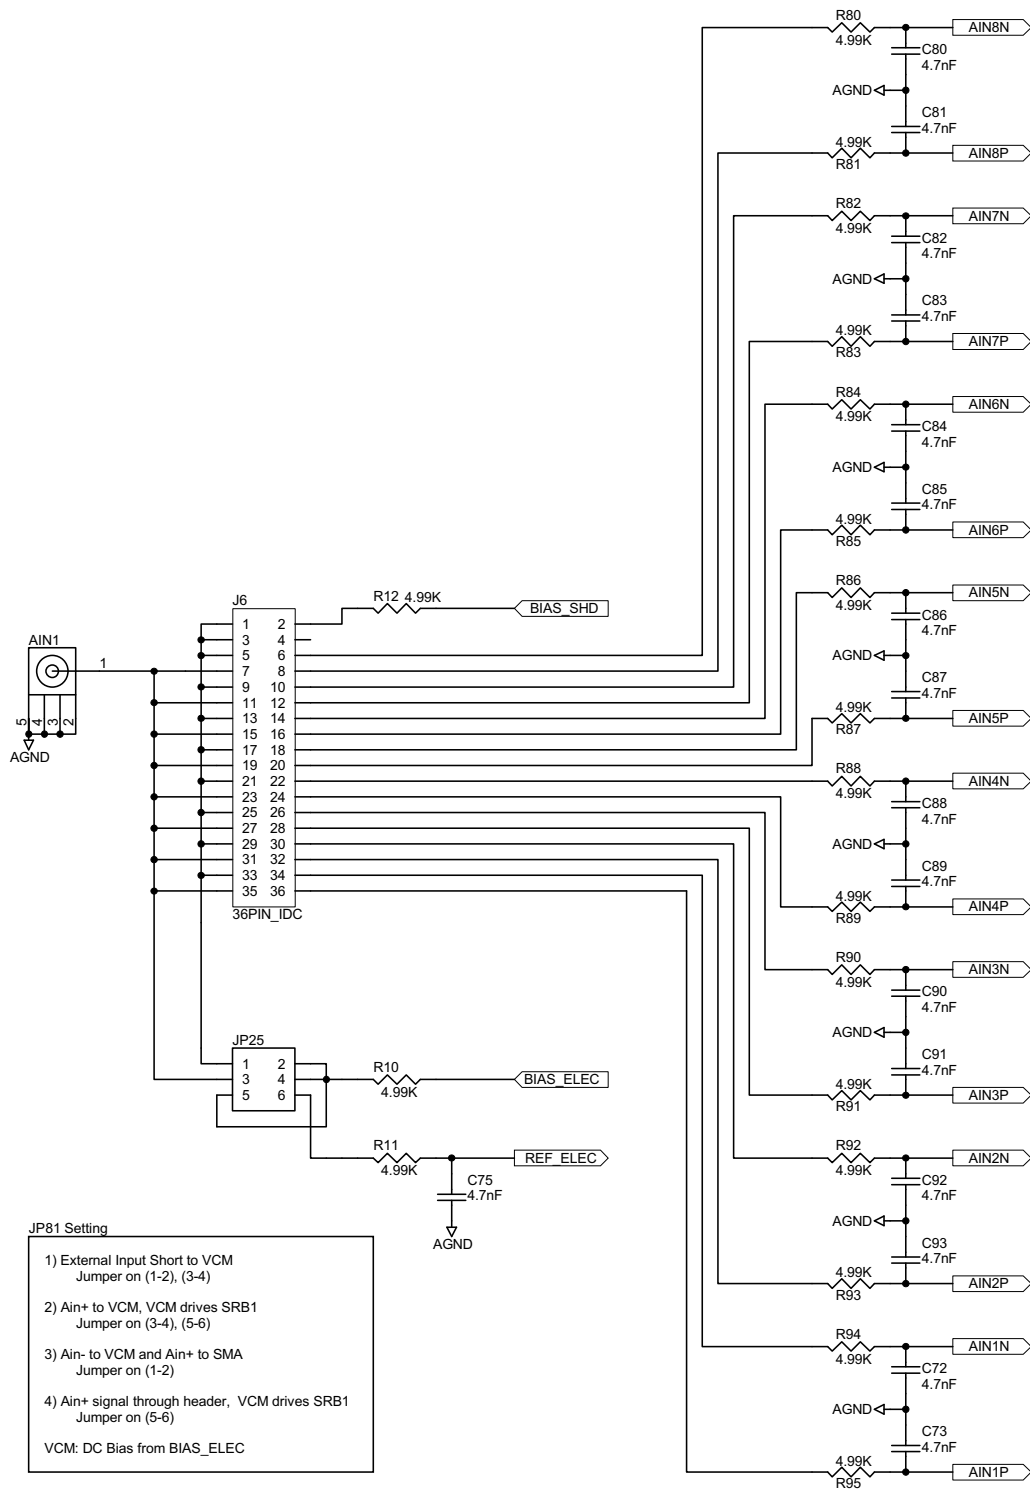 R80
4.99K
AIN8N
C80
4.7nF
AGND
C81
4.7nF
4.99K
R81
AIN8P
R82
4.99K
AIN7N
C82
4.7nF
AGND
C83
4.7nF
4.99K
R83
AIN7P
R84
4.99K
AIN6N
C84
4.7nF
AGND
C85
4.7nF
4.99K
R85
AIN6P
R86
4.99K
AIN5N
C86
4.7nF
AGND
C87
4.7nF
4.99K
R87
AIN5P
R88
4.99K
AIN4N
C88
4.7nF
AGND
C89
4.7nF
4.99K
R89
AIN4P
R90
4.99K
AIN3N
C90
4.7nF
AGND
C91
4.7nF
4.99K
R91
AIN3P
R92
4.99K
AIN2N
C92
4.7nF
AGND
C93
4.7nF
4.99K
R93
AIN2P
R94
4.99K
AIN1N
C72
4.7nF
AGND
C73
4.7nF
4.99K
R95
AIN1P
R12 4.99K
BIAS_SHD
J6
1 2
3 4
5 6
7 8
9 10
11 12
13 14
15 16
17 18
19 20
21 22
23 24
25 26
27 28
29 30
31 32
33 34
35 36
36PIN_IDC
AIN1
1
5 4 3 2
AGND
JP25
1 2
3 4
5 6
R10
4.99K
BIAS_ELEC
R11
4.99K
REF_ELEC
C75
4.7nF
AGND
JP81 Setting
1) External Input Short to VCM
Jumper on (1-2), (3-4)
2) Ain+ to VCM, VCM drives SRB1
Jumper on (3-4), (5-6)
3) Ain- to VCM and Ain+ to SMA
Jumper on (1-2)
4) Ain+ signal through header, VCM drives SRB1
Jumper on (5-6)
VCM: DC Bias from BIAS_ELEC